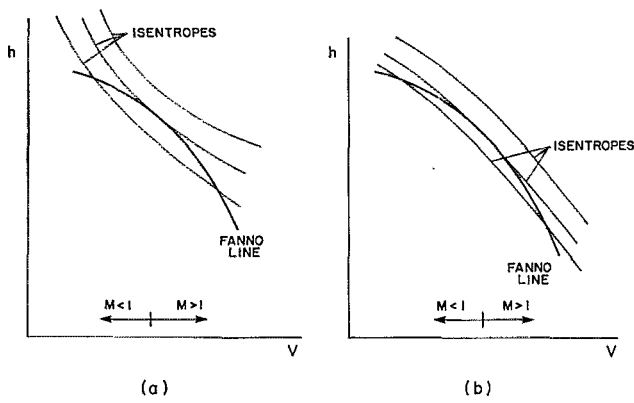 ISENTROPES
h
FANNO
LINE
M<1 M>1
V
(a)
h
ISENTROPES
FANNO
LINE
M<1 M>1
V
(b)